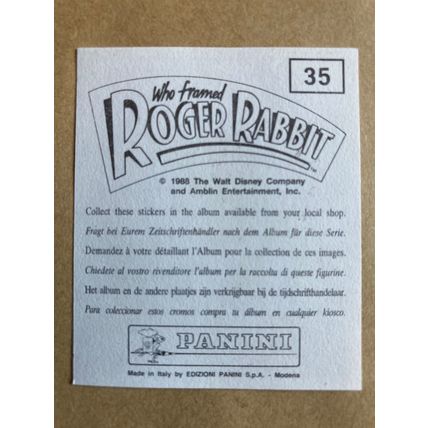 35
Who Framed
ROGER RABBIT
™
© 1988 The Walt Disney Company
and Amblin Entertainment, Inc.
Collect these stickers in the album available from your local shop.
Fragt bei Eurem Zeitschriftenhändler nach dem Album für diese Serie.
Demandez à votre détaillant l'Album pour la collection de ces images.
Chiedete al vostro rivenditore l'album per la raccolta di queste figurine.
Het album en de andere plaatjes zijn verkrijgbaar bij de tijdschrifthandelaar.
Para coleccionar estos cromos compra tu álbum en cualquier kiosco.
PANINI
Made in Italy by EDIZIONI PANINI S.p.A. - Modena